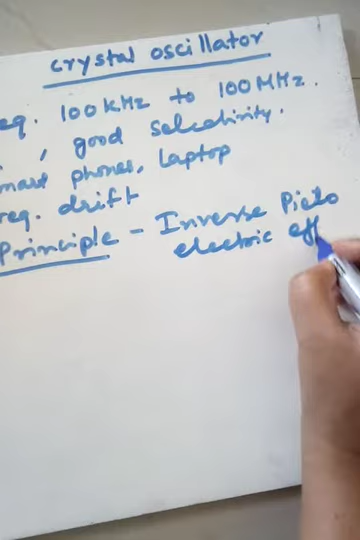 crystal oscillator
eq. 100 kHz to 100 MHz.
, good selectivity.
mart phones, laptop
req. drift
Principle - Inverse Piezo
electric eff